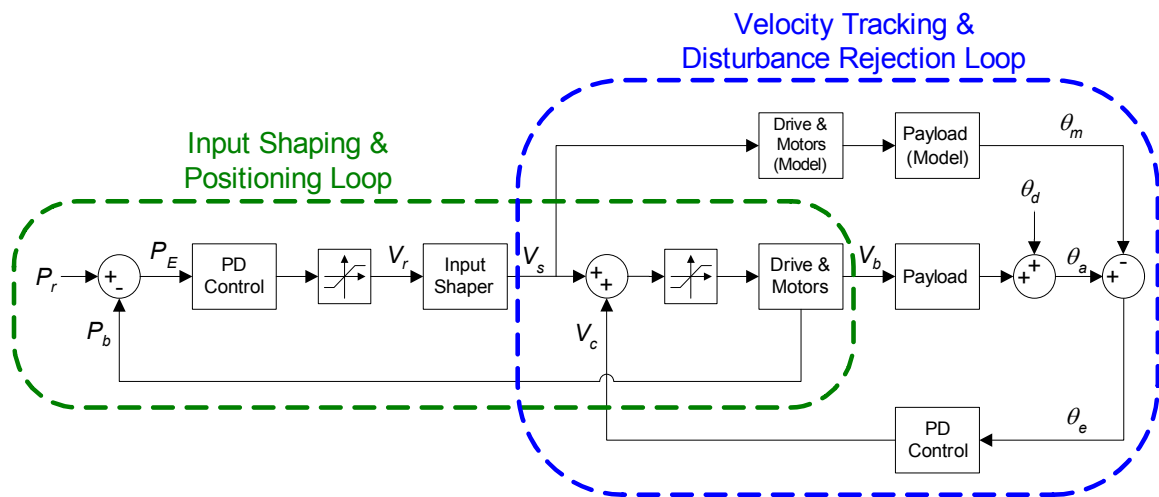 Velocity Tracking &
Disturbance Rejection Loop
Input Shaping &
Positioning Loop
Drive &
Motors
(Model)
Payload
(Model)
θm
θd
Pr
+
-
PE
PD
Control
Vr
Input
Shaper
Vs
+
+
Drive &
Motors
Vb
Payload
+
+
θa
-
+
Pb
Vc
PD
Control
θe